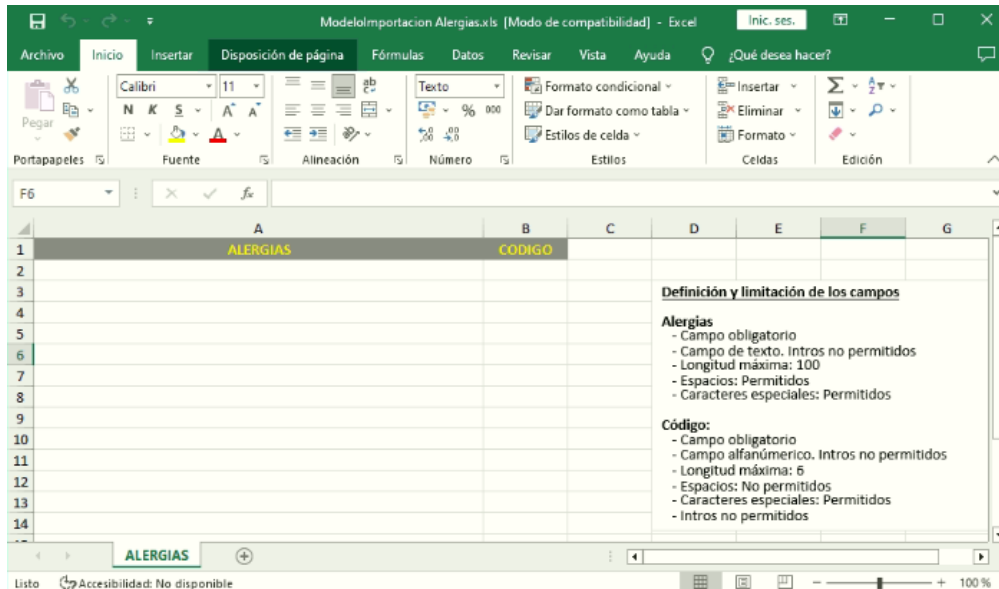 ModeloImportacion Alergias.xls [Modo de compatibilidad] - Excel
Inic. ses.
Archivo Inicio Insertar Disposición de página Fórmulas Datos Revisar Vista Ayuda ¿Qué desea hacer?
Calibri 11 Texto Formato condicional Insertar
N K S A A % 000 Dar formato como tabla Eliminar
Pegar A Estilos de celda Formato
Portapapeles Fuente Alineación Número Estilos Celdas Edición
F6 fx
A B C D E F G
1 ALERGIAS CODIGO
2
3 Definición y limitación de los campos
4
Alergias
5 - Campo obligatorio
6 - Campo de texto. Intros no permitidos
- Longitud máxima: 100
7 - Espacios: Permitidos
8 - Caracteres especiales: Permitidos
9
Código:
10 - Campo obligatorio
11 - Campo alfanúmerico. Intros no permitidos
- Longitud máxima: 6
12 - Espacios: No permitidos
13 - Caracteres especiales: Permitidos
14 - Intros no permitidos
ALERGIAS
Listo Accesibilidad: No disponible 100 %